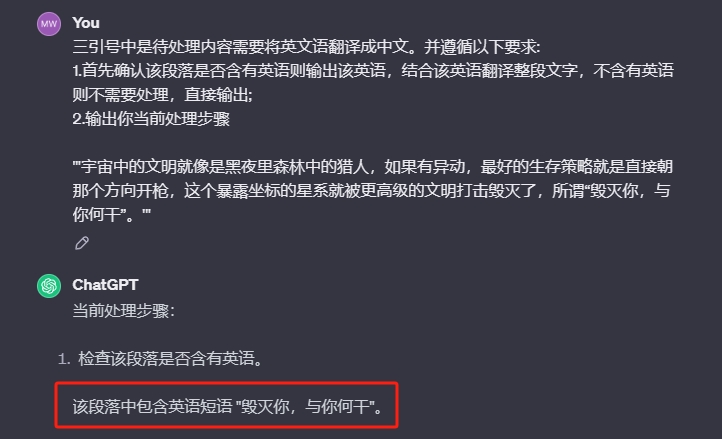 MW You
三引号中是待处理内容需要将英文语翻译成中文。并遵循以下要求:
1.首先确认该段落是否含有英语则输出该英语，结合该英语翻译整段文字，不含有英语
则不需要处理，直接输出;
2.输出你当前处理步骤
'''宇宙中的文明就像是黑夜里森林中的猎人，如果有异动，最好的生存策略就是直接朝
那个方向开枪，这个暴露坐标的星系就被更高级的文明打击毁灭了，所谓“毁灭你，与
你何干”。'''
ChatGPT
当前处理步骤：
1. 检查该段落是否含有英语。
该段落中包含英语短语 "毁灭你，与你何干"。